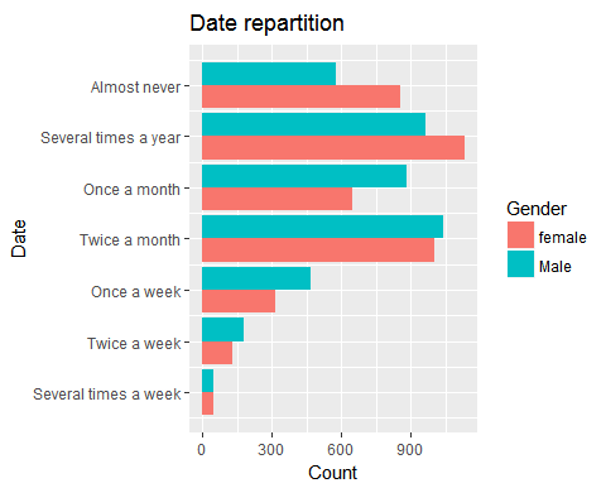 Date repartition
Almost never
Several times a year
Once a month
Twice a month
Once a week
Twice a week
Several times a week
Date
0 300 600 900
Count
Gender
female
Male